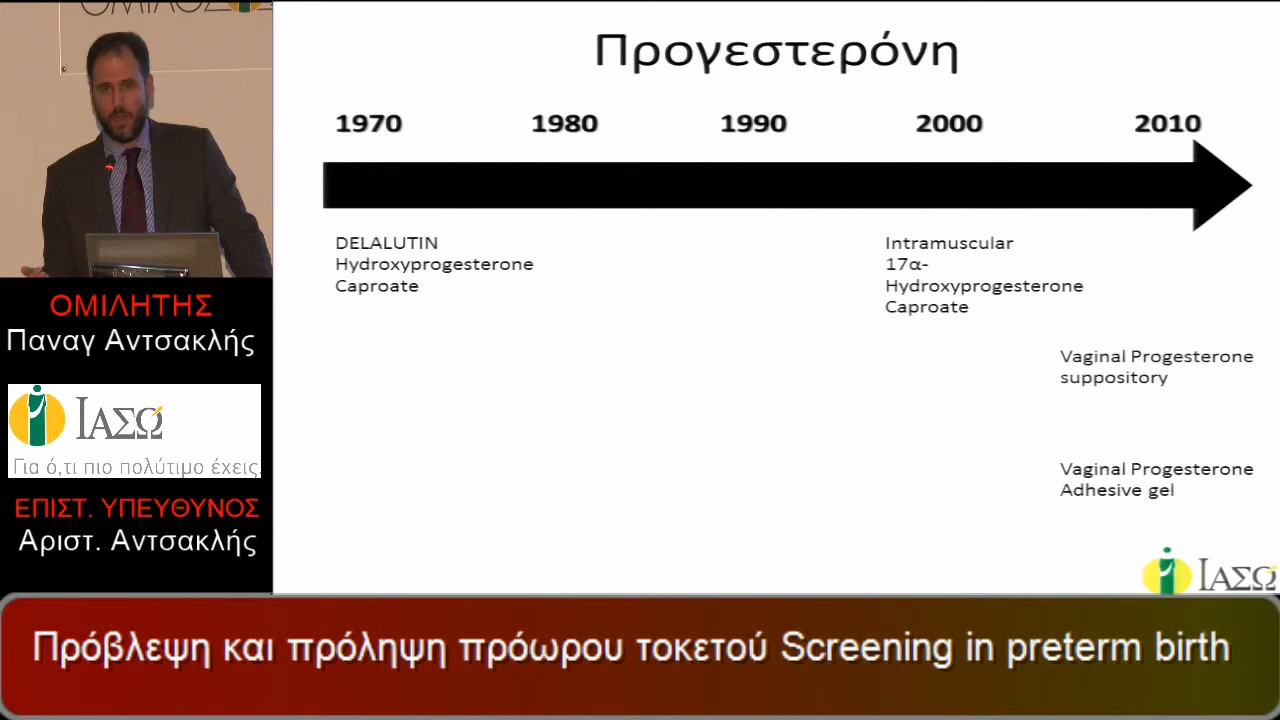 Προγεστερόνη
1970 1980 1990 2000 2010
DELALUTIN
Hydroxyprogesterone
Caproate
Intramuscular
17α-
Hydroxyprogesterone
Caproate
Vaginal Progesterone
suppository
Vaginal Progesterone
Adhesive gel
ΙΑΣΩ
ΟΜΙΛΗΤΗΣ
Παναγ Αντσακλής
ΙΑΣΩ
Για ό,τι πιο πολύτιμο έχεις.
ΕΠΙΣΤ. ΥΠΕΥΘΥΝΟΣ
Αριστ. Αντσακλής
Πρόβλεψη και πρόληψη πρόωρου τοκετού Screening in preterm birth